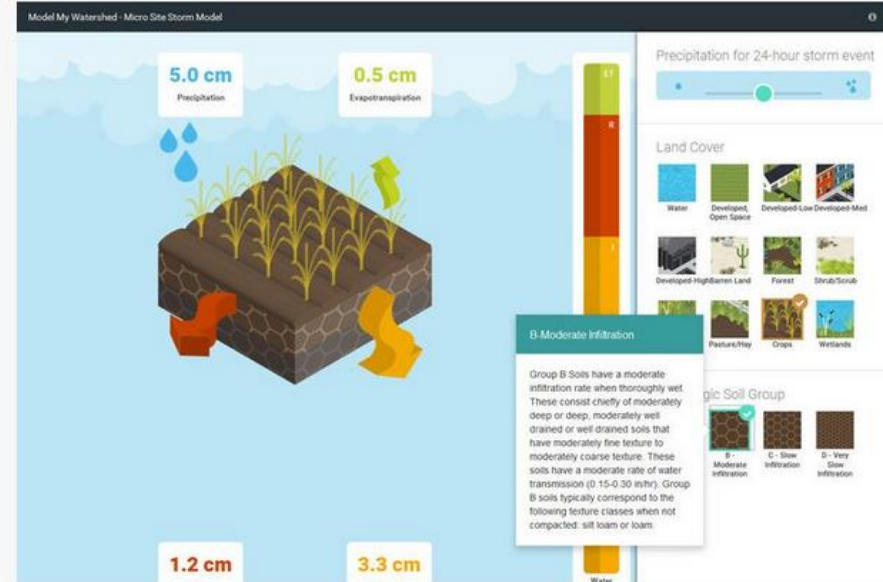 Model My Watershed - Micro Site Storm Model
5.0 cm
Precipitation
0.5 cm
Evapotranspiration
ET
R
I
1.2 cm
3.3 cm
Water
Precipitation for 24-hour storm event
Land Cover
Water
Developed,
Open Space
Developed-Low
Developed-Med
Developed-High
Barren Land
Forest
Shrub/Scrub
Pasture/Hay
Crops
Wetlands
gic Soil Group
B -
Moderate
Infiltration
C - Slow
Infiltration
D - Very
Slow
Infiltration
B-Moderate Infiltration
Group B Soils have a moderate
infiltration rate when thoroughly wet.
These consist chiefly of moderately
deep or deep, moderately well
drained or well drained soils that
have moderately fine texture to
moderately coarse texture. These
soils have a moderate rate of water
transmission (0.15-0.30 in/hr). Group
B soils typically correspond to the
following texture classes when not
compacted: silt loam or loam